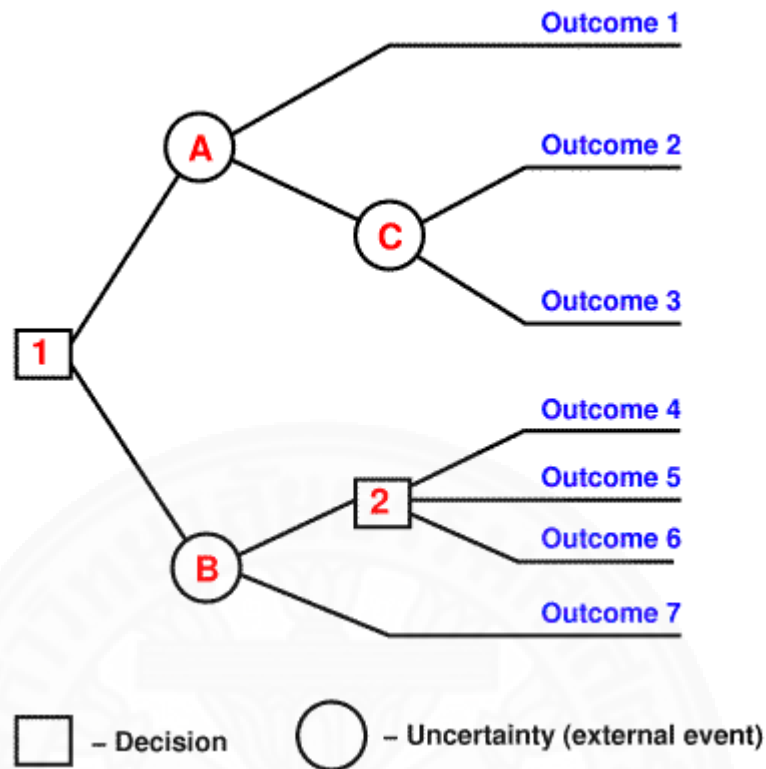 Outcome 1
A
Outcome 2
C
Outcome 3
1
Outcome 4
Outcome 5
2
Outcome 6
B
Outcome 7
– Decision
– Uncertainty (external event)